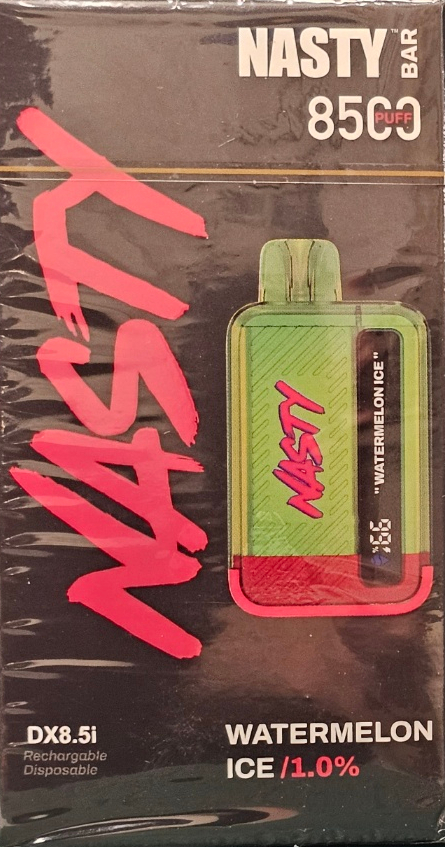 NASTY™ BAR
8500 PUFF
NASTY
NASTY
" WATERMELON ICE "
99%
DX8.5i
Rechargable
Disposable
WATERMELON
ICE /1.0%